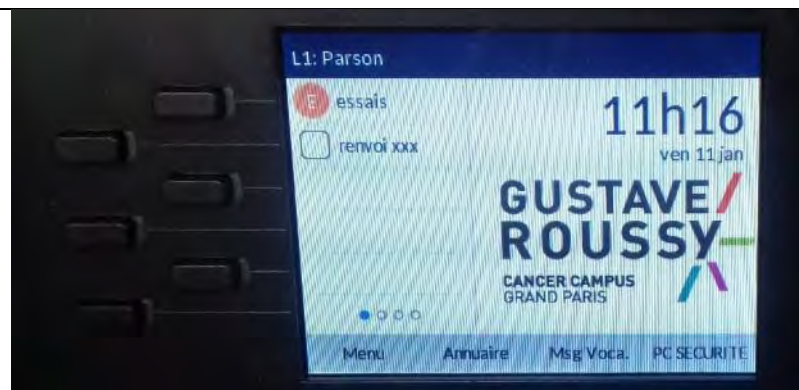 L1: Parson
E essais
renvoi xxx
11h16
ven 11 jan
GUSTAVE/
ROUSSY
CANCER CAMPUS
GRAND PARIS
Menu Annuaire Msg Voca. PC SECURITE